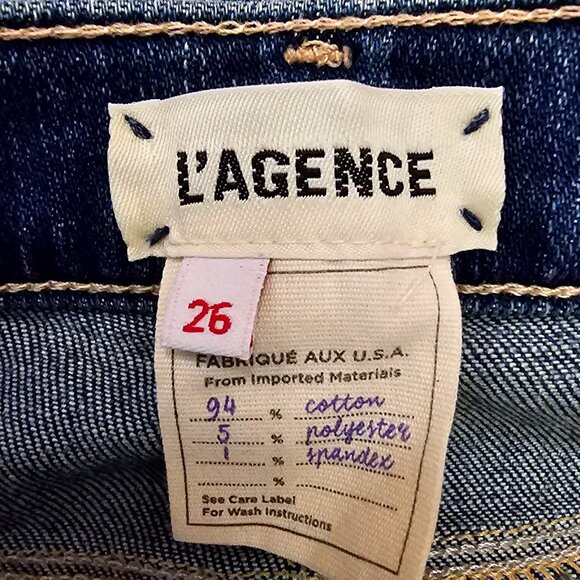 L'AGENCE
26
FABRIQUÉ AUX U.S.A.
From Imported Materials
94 % cotton
5 % polyester
1 % spandex
%
See Care Label
For Wash Instructions